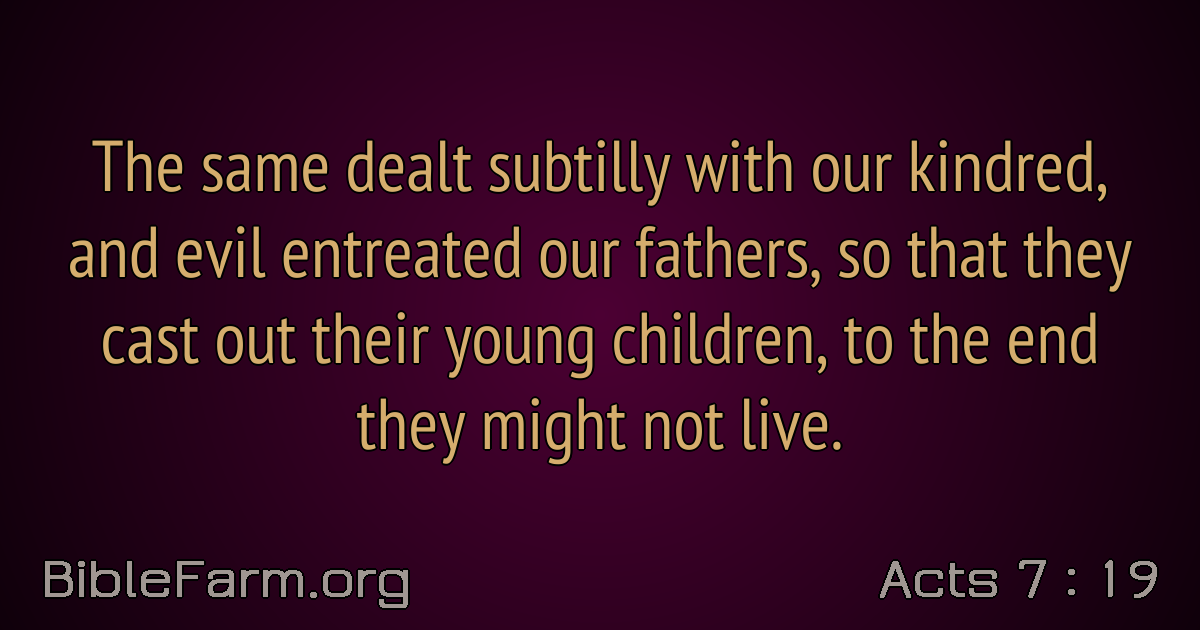 The same dealt subtilly with our kindred,
and evil entreated our fathers, so that they
cast out their young children, to the end
they might not live.
BibleFarm.org
Acts 7 : 19